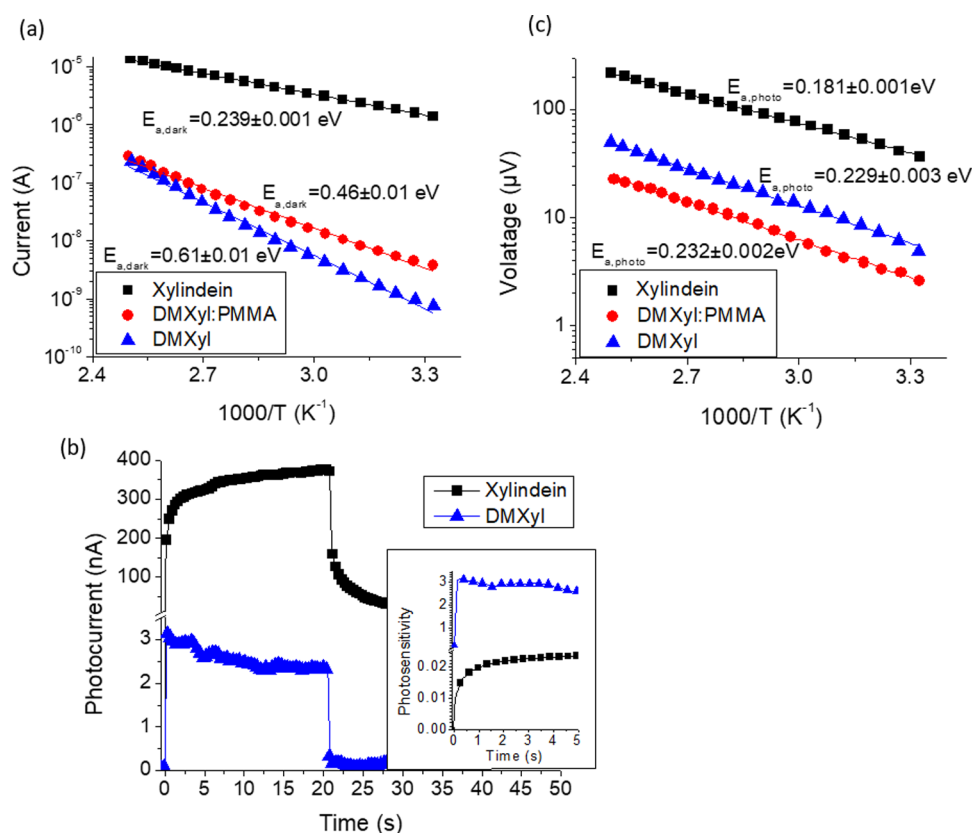 (a)
10⁻⁵
10⁻⁶
10⁻⁷
10⁻⁸
10⁻⁹
10⁻¹⁰
Current (A)
E a,dark =0.239±0.001 eV
E a,dark =0.46±0.01 eV
E a,dark =0.61±0.01 eV
Xylindein
DMXyl:PMMA
DMXyl
2.4 2.7 3.0 3.3
1000/T (K⁻¹)
(c)
100
10
1
Volatage (µV)
E a,photo =0.181±0.001eV
E a,photo =0.229±0.003 eV
E a,photo =0.232±0.002eV
Xylindein
DMXyl:PMMA
DMXyl
2.4 2.7 3.0 3.3
1000/T (K⁻¹)
(b)
400
300
200
100
3
2
1
0
Photocurrent (nA)
Xylindein
DMXyl
3
2
1
0.02
0.01
0.00
Photosensitivity
0 1 2 3 4 5
Time (s)
0 5 10 15 20 25 30 35 40 45 50
Time (s)